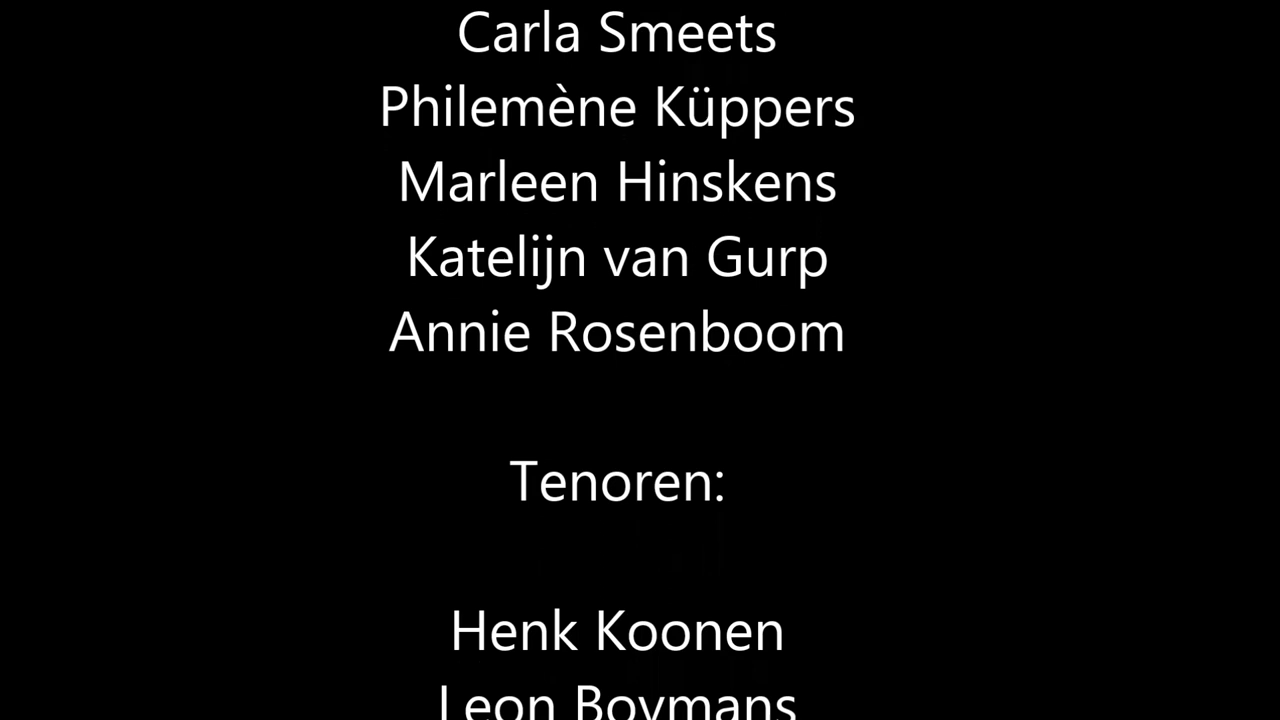 Carla Smeets
Philemène Küppers
Marleen Hinskens
Katelijn van Gurp
Annie Rosenboom
Tenoren:
Henk Koonen
Leon Boymans